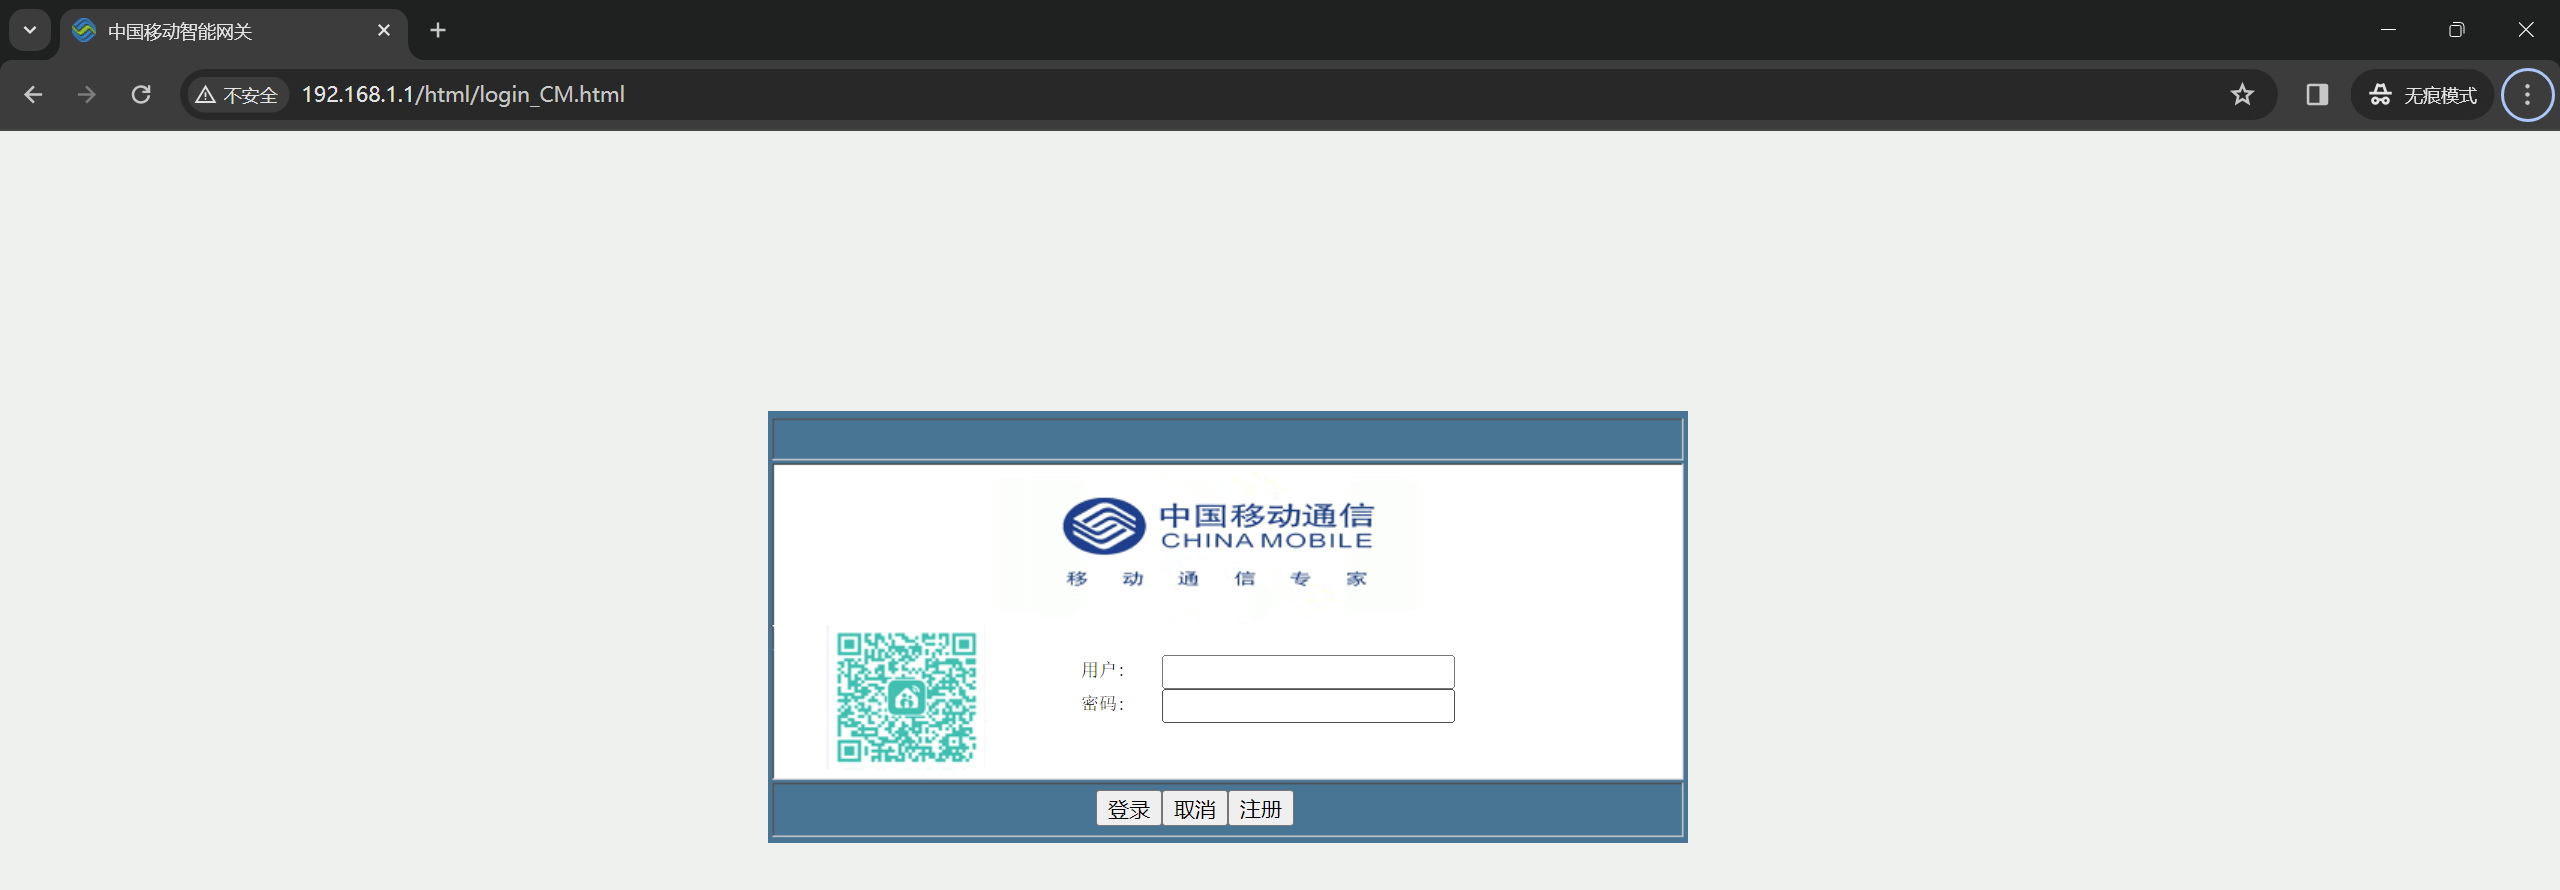 中国移动智能网关
不安全 192.168.1.1/html/login_CM.html 无痕模式
中国移动通信
CHINA MOBILE
移 动 通 信 专 家
用户:
密码:
登录 取消 注册